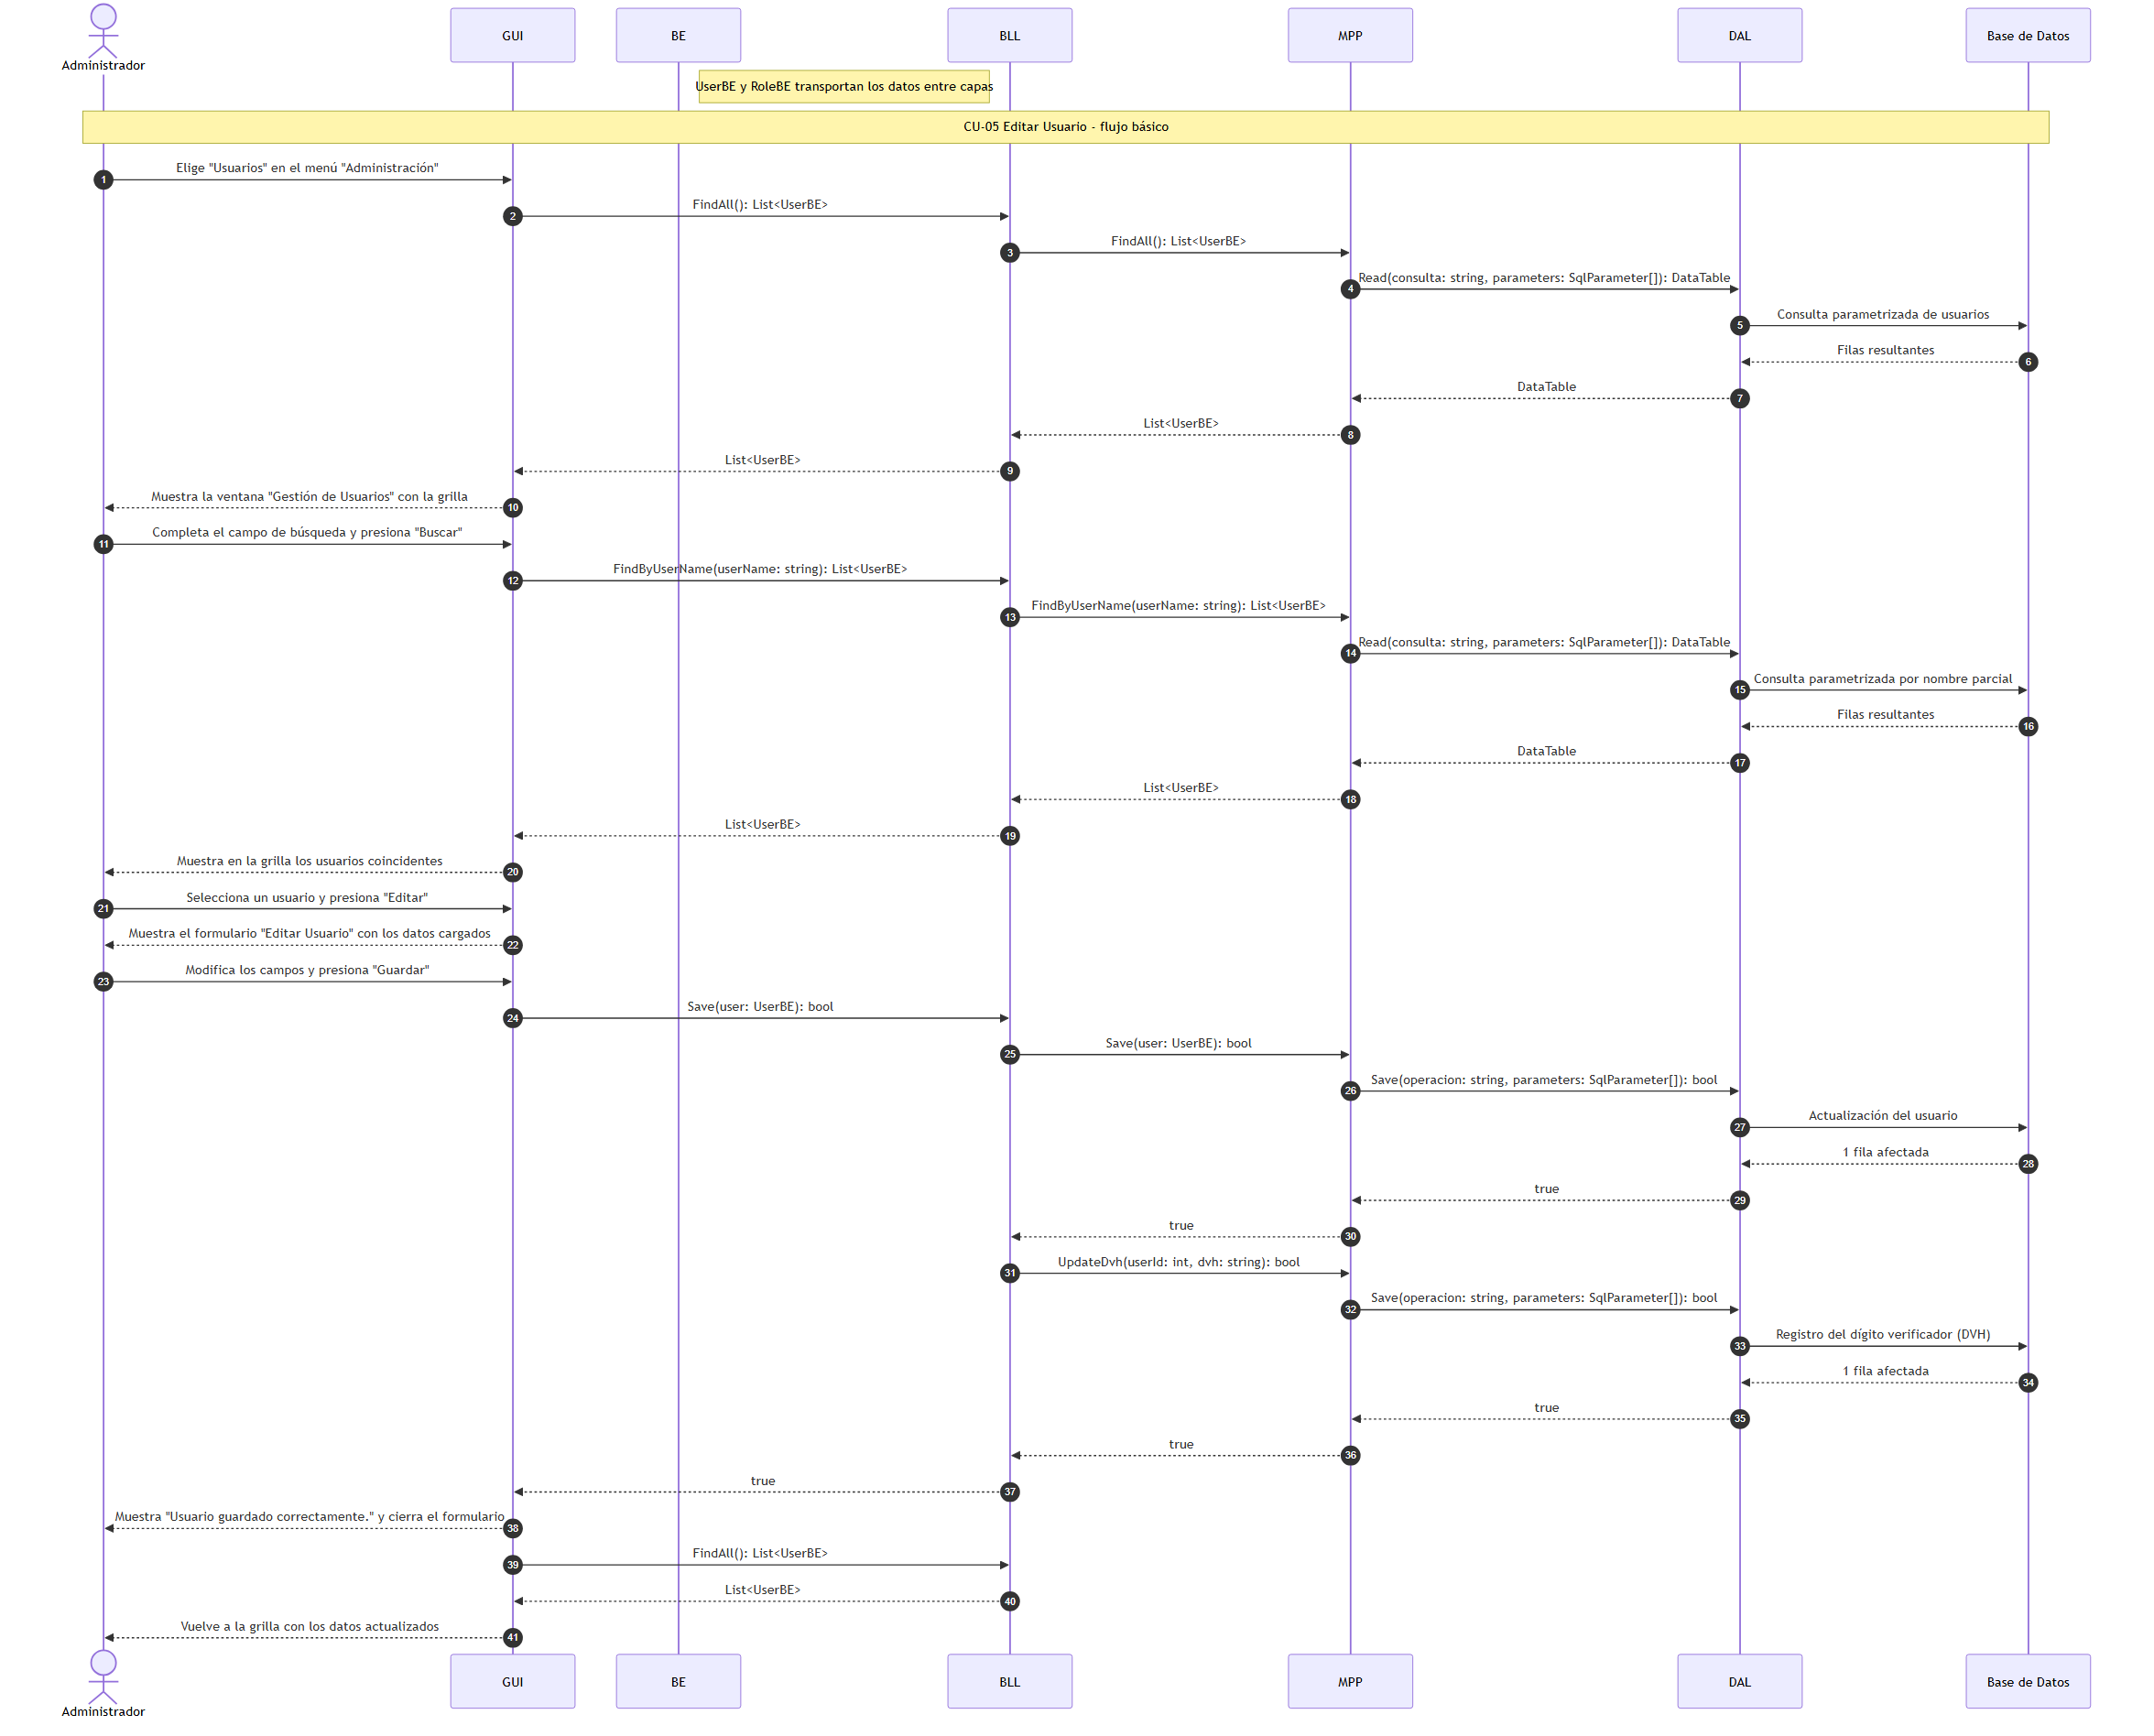 Administrador
GUI
BE
BLL
MPP
DAL
Base de Datos
UserBE y RoleBE transportan los datos entre capas
CU-05 Editar Usuario - flujo básico
1 Elige "Usuarios" en el menú "Administración"
2 FindAll(): List<UserBE>
3 FindAll(): List<UserBE>
4 Read(consulta: string, parameters: SqlParameter[]): DataTable
5 Consulta parametrizada de usuarios
6 Filas resultantes
7 DataTable
8 List<UserBE>
9 List<UserBE>
10 Muestra la ventana "Gestión de Usuarios" con la grilla
11 Completa el campo de búsqueda y presiona "Buscar"
12 FindByUserName(userName: string): List<UserBE>
13 FindByUserName(userName: string): List<UserBE>
14 Read(consulta: string, parameters: SqlParameter[]): DataTable
15 Consulta parametrizada por nombre parcial
16 Filas resultantes
17 DataTable
18 List<UserBE>
19 List<UserBE>
20 Muestra en la grilla los usuarios coincidentes
21 Selecciona un usuario y presiona "Editar"
22 Muestra el formulario "Editar Usuario" con los datos cargados
23 Modifica los campos y presiona "Guardar"
24 Save(user: UserBE): bool
25 Save(user: UserBE): bool
26 Save(operacion: string, parameters: SqlParameter[]): bool
27 Actualización del usuario
28 1 fila afectada
29 true
30 true
31 UpdateDvh(userId: int, dvh: string): bool
32 Save(operacion: string, parameters: SqlParameter[]): bool
33 Registro del dígito verificador (DVH)
34 1 fila afectada
35 true
36 true
37 true
38 Muestra "Usuario guardado correctamente." y cierra el formulario
39 FindAll(): List<UserBE>
40 List<UserBE>
41 Vuelve a la grilla con los datos actualizados
Administrador
GUI
BE
BLL
MPP
DAL
Base de Datos